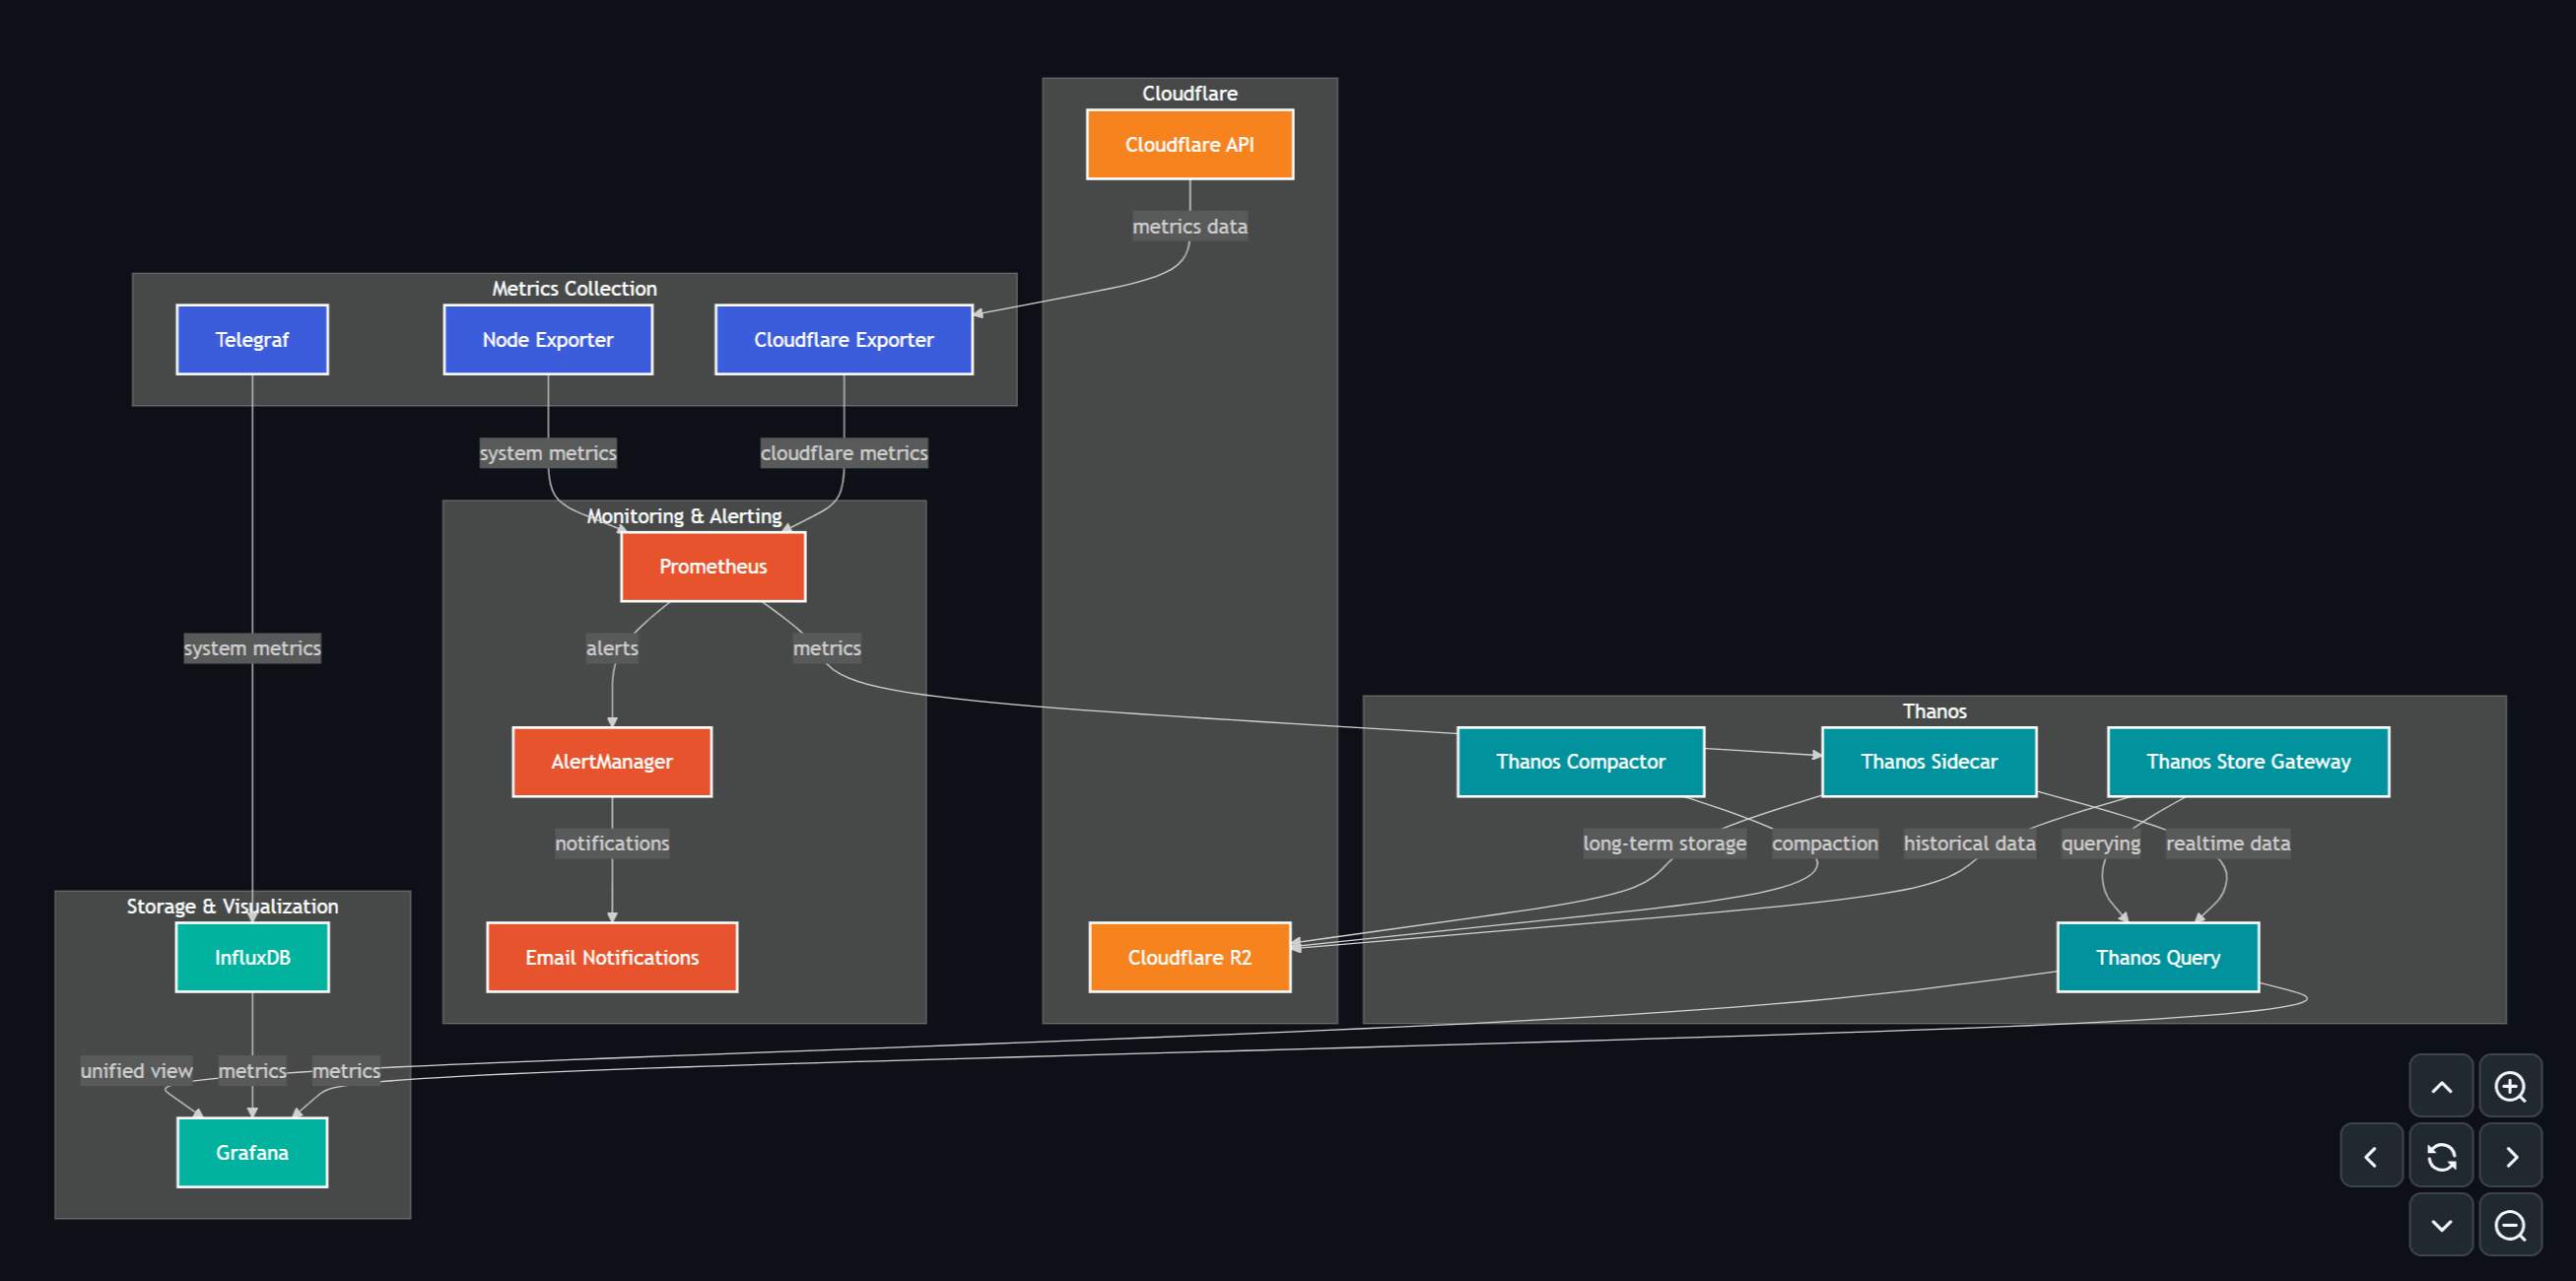 Cloudflare
Cloudflare API
metrics data
Metrics Collection
Telegraf
Node Exporter
Cloudflare Exporter
system metrics
cloudflare metrics
Monitoring & Alerting
Prometheus
system metrics
alerts
metrics
Thanos
AlertManager
Thanos Compactor
Thanos Sidecar
Thanos Store Gateway
notifications
long-term storage
compaction
historical data
querying
realtime data
Storage & Visualization
InfluxDB
Email Notifications
Cloudflare R2
Thanos Query
unified view
metrics
metrics
Grafana